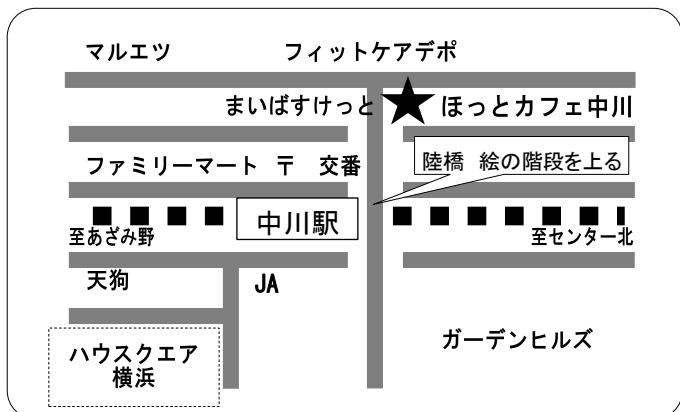 マルエツ
フィットケアデポ
まいばすけっと
ほっとカフェ中川
ファミリーマート 〒 交番
陸橋 絵の階段を上る
中川駅
至あざみ野
至センター北
天狗
JA
ガーデンヒルズ
ハウスクエア
横浜